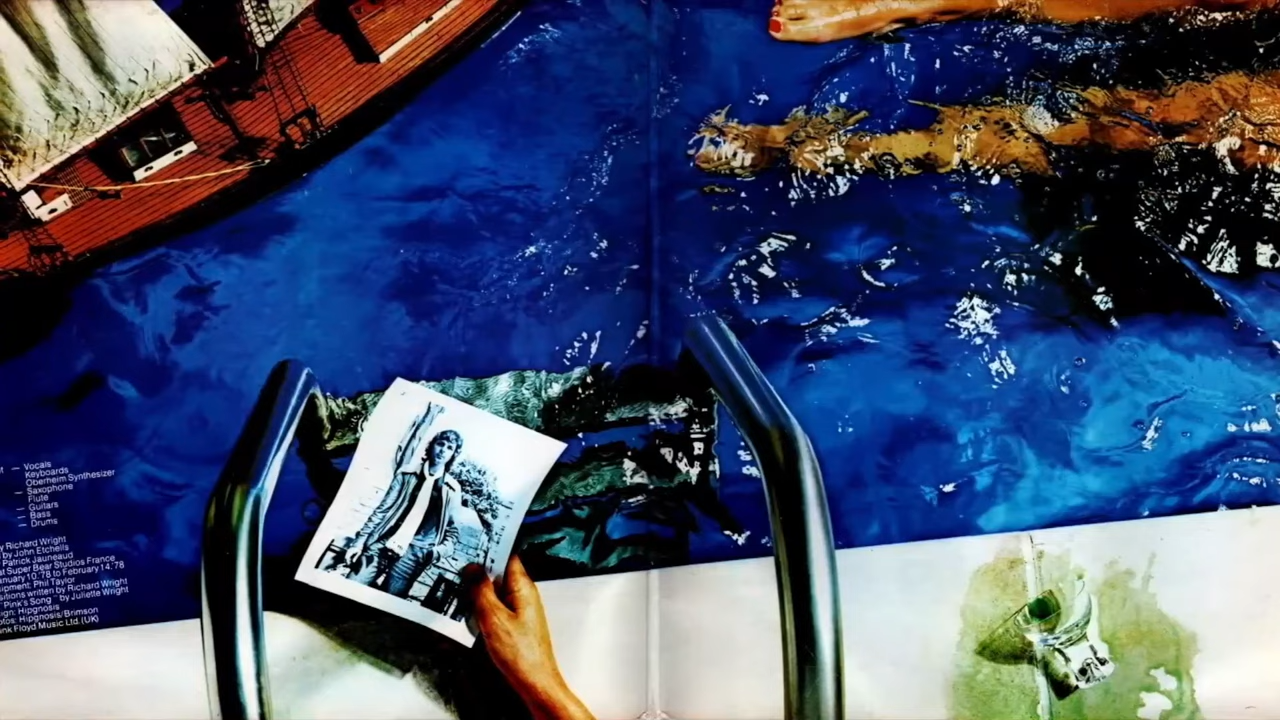 — Vocals
Keyboards
Oberheim Synthesizer
— Saxophone
Flute
— Guitars
— Bass
— Drums
y Richard Wright
by John Etchells
Patrick Jauneaud
at Super Bear Studios France
anuary 10.'78 to February 14.'78
ipment: Phil Taylor
sitions written by Richard Wright
"Pink's Song" by Juliette Wright
ign: Hipgnosis
otos: Hipgnosis/Brimson
nk Floyd Music Ltd. (UK)